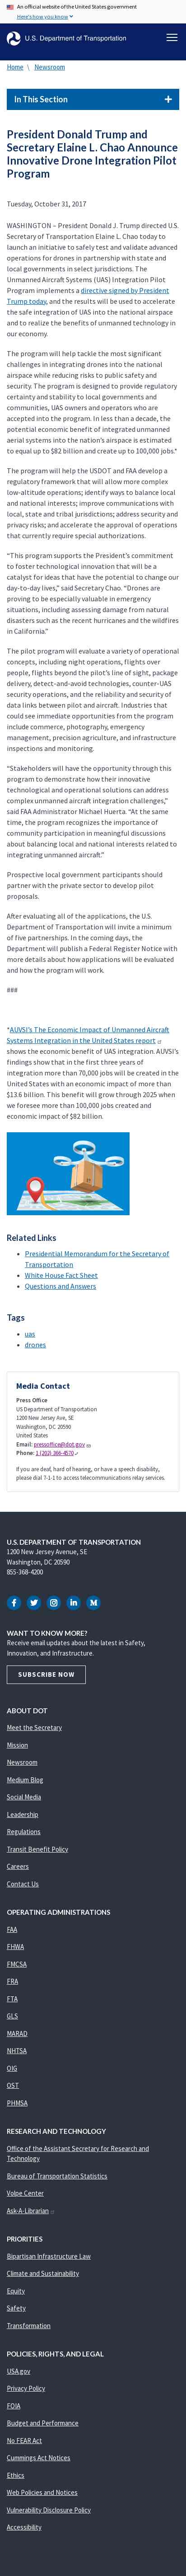 An official website of the United States government
Here's how you know
U.S. Department of Transportation
Home \ Newsroom
In This Section
President Donald Trump and
Secretary Elaine L. Chao Announce
Innovative Drone Integration Pilot
Program
Tuesday, October 31, 2017
WASHINGTON – President Donald J. Trump directed U.S.
Secretary of Transportation Elaine L. Chao today to
launch an initiative to safely test and validate advanced
operations for drones in partnership with state and local
governments in select jurisdictions. The
Unmanned Aircraft Systems (UAS) Integration Pilot
Program implements a directive signed by President
Trump today, and the results will be used to accelerate
the safe integration of UAS into the national airspace
and to realize the benefits of unmanned technology in
our economy.
The Pilot Program will help tackle the most significant
challenges in integrating drones into the national
airspace while reducing risks to public safety and
security. The program is designed to provide regulatory
certainty and stability to local governments and
communities, UAS owners and operators who are
accepted into the program. In less than a decade, the
potential economic benefit of integrated unmanned
aircraft systems into the nation's airspace is estimated
to equal up to $82 billion and create up to 100,000 jobs.*
The program will help the USDOT and FAA develop a
regulatory framework that will allow more complex
low-altitude operations; identify ways to balance local
and national interests; improve communications with
local, state and tribal jurisdictions; address security and
privacy risks; and accelerate the approval of operations
that currently require special authorizations.
“This program supports the President's commitment
to foster technological innovation that will be a
catalyst for ideas that have the potential to change our
day-to-day lives,” said Secretary Chao. “Drones are
proving to be especially valuable in emergency
situations, including assessing damage from natural
disasters such as the recent hurricanes and the wildfires
in California.”
The pilot program will evaluate a variety of operational
concepts, including night operations, flights over
people, flights beyond the pilot's line of sight, package
delivery, detect-and-avoid technologies, counter-UAS
security operations, and the reliability and security of
data links between pilot and aircraft. Fields that could
see immediate opportunities from the program include
commerce, photography, emergency
management, precision agriculture, and infrastructure
inspections and monitoring.
“Stakeholders will have the opportunity through this
program to demonstrate how their innovative
technological and operational solutions can address
complex unmanned aircraft integration challenges,”
said FAA Administrator Michael Huerta. “At the same
time, the program recognizes the importance of
community participation in meaningful discussions
about balancing local and national interests related to
integrating unmanned aircraft.”
Prospective local government participants should
partner with the private sector to develop pilot
proposals.
After evaluating all of the applications, the U.S.
Department of Transportation will invite a minimum of
5 partnerships. In the coming days, the Department
will publish a Federal Register Notice with more details
about how applicants can apply and how the program
will work.
###
*AUVSI's The Economic Impact of Unmanned Aircraft
Systems Integration in the United States report
shows the economic benefit of UAS integration. AUVSI's
findings show that in the first three years of
integration more than 70,000 jobs will be created in the
United States with an economic impact of more than
$13.6 billion. This benefit will grow through 2025 when
we foresee more than 100,000 jobs created and
economic impact of $82 billion.
Related Links
Presidential Memorandum for the Secretary of
Transportation
White House Fact Sheet
Questions and Answers
Tags
uas
drones
Media Contact
Press Office
US Department of Transportation
1200 New Jersey Ave, SE
Washington, DC 20590
United States
Email: pressoffice@dot.gov
Phone: 1 (202) 366-4570
If you are deaf, hard of hearing, or have a speech disability,
please dial 7-1-1 to access telecommunications relay services.
U.S. DEPARTMENT OF TRANSPORTATION
1200 New Jersey Avenue, SE
Washington, DC 20590
855-368-4200
WANT TO KNOW MORE?
Receive email updates about the latest in Safety,
Innovation, and Infrastructure.
SUBSCRIBE NOW
ABOUT DOT
Meet the Secretary
Mission
Newsroom
Medium Blog
Social Media
Leadership
Regulations
Transit Benefit Policy
Careers
Contact Us
OPERATING ADMINISTRATIONS
FAA
FHWA
FMCSA
FRA
FTA
GLS
MARAD
NHTSA
OIG
OST
PHMSA
RESEARCH AND TECHNOLOGY
Office of the Assistant Secretary for Research and
Technology
Bureau of Transportation Statistics
Volpe Center
Ask-A-Librarian
PRIORITIES
Bipartisan Infrastructure Law
Climate and Sustainability
Equity
Safety
Transformation
POLICIES, RIGHTS, AND LEGAL
USA.gov
Privacy Policy
FOIA
Budget and Performance
No FEAR Act
Cummings Act Notices
Ethics
Web Policies and Notices
Vulnerability Disclosure Policy
Accessibility